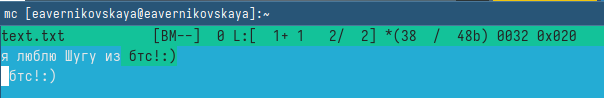 mc [eavernikovskaya@eavernikovskaya]:~
text.txt [BM--] 0 L:[ 1+ 1 2/ 2] *(38 / 48b) 0032 0x020
я люблю Шугу из бтс!:)
бтс!:)